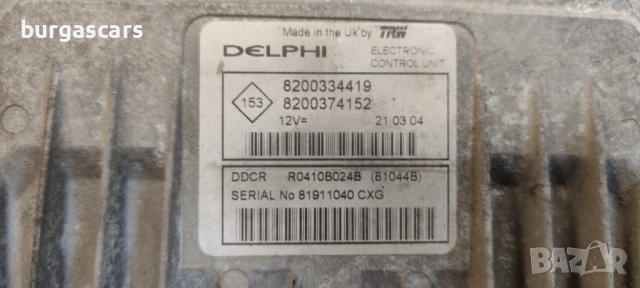 burgascars
Made in the Uk by TRW
DELPHI
ELECTRONIC
CONTROL UNIT
153
8200334419
8200374152
12V=
21.03.04
DDCR R0410B024B (81044B)
SERIAL No 81911040 CXG
BAZAR